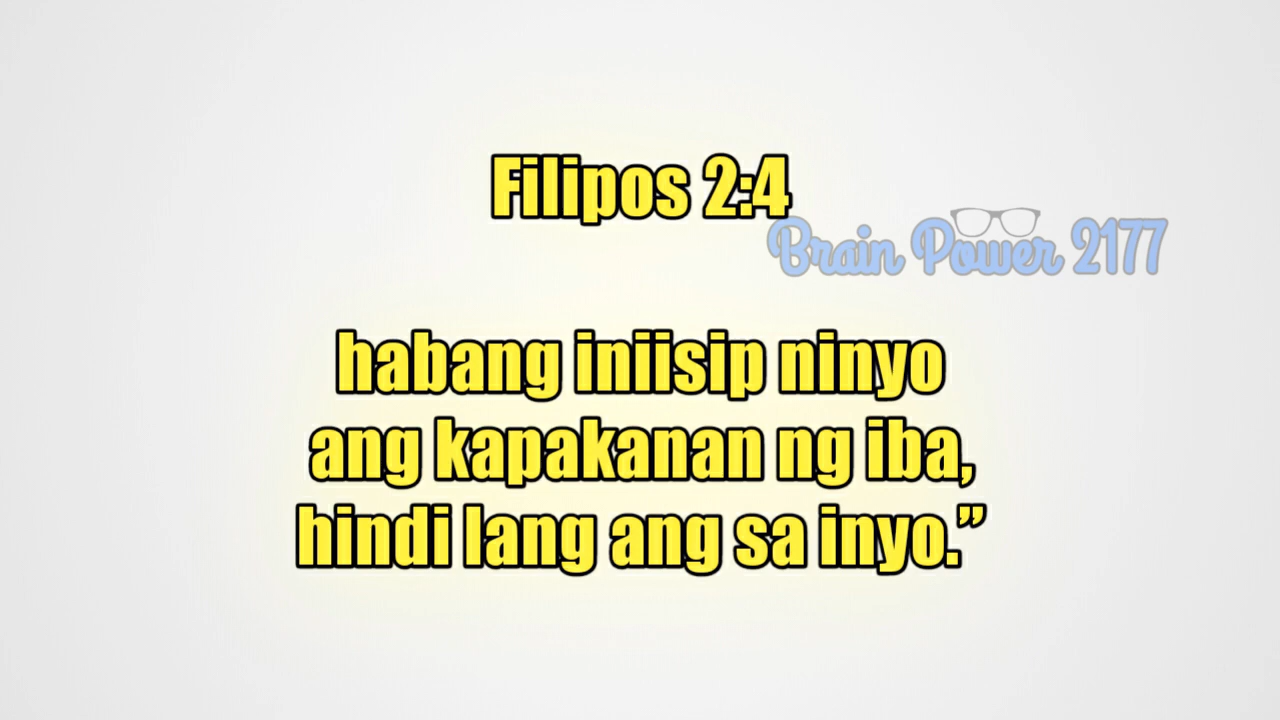 Filipos 2:4
Brain Power 2177
habang iniisip ninyo
ang kapakanan ng iba,
hindi lang ang sa inyo.”